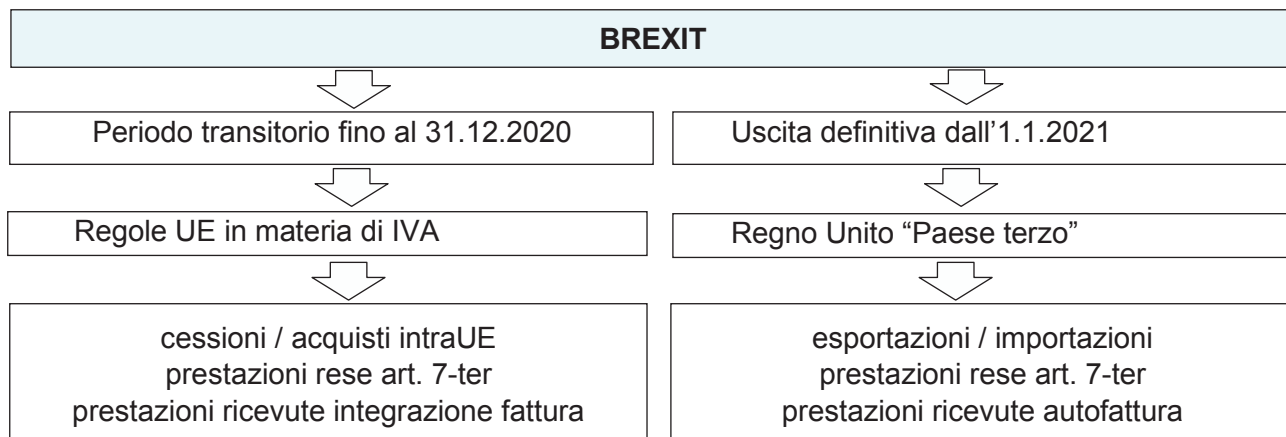 BREXIT
Periodo transitorio fino al 31.12.2020
Uscita definitiva dall'1.1.2021
Regole UE in materia di IVA
Regno Unito “Paese terzo”
cessioni / acquisti intraUE
prestazioni rese art. 7-ter
prestazioni ricevute integrazione fattura
esportazioni / importazioni
prestazioni rese art. 7-ter
prestazioni ricevute autofattura